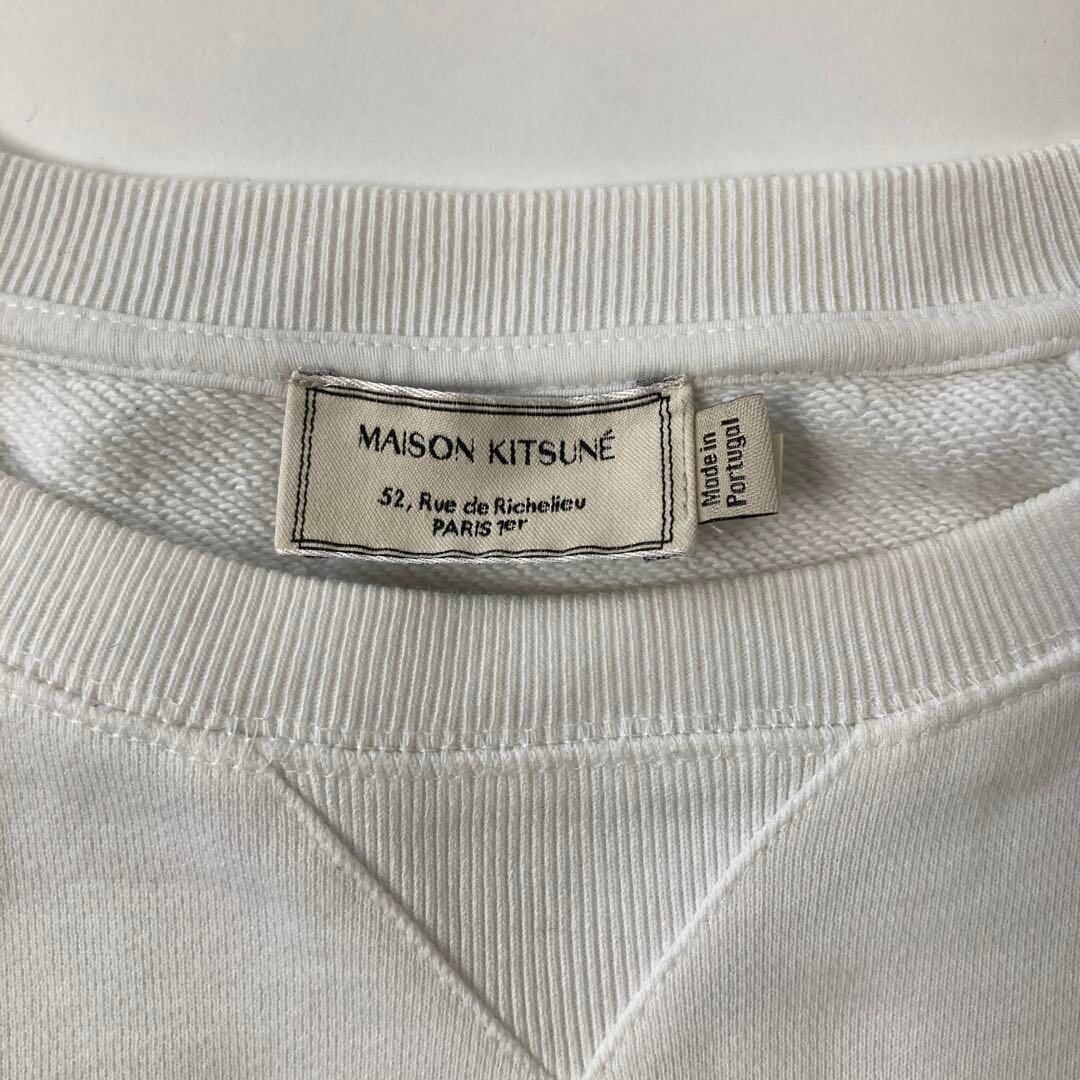 MAISON KITSUNÉ
52, Rue de Richelieu
PARIS 1er
Made in
Portugal